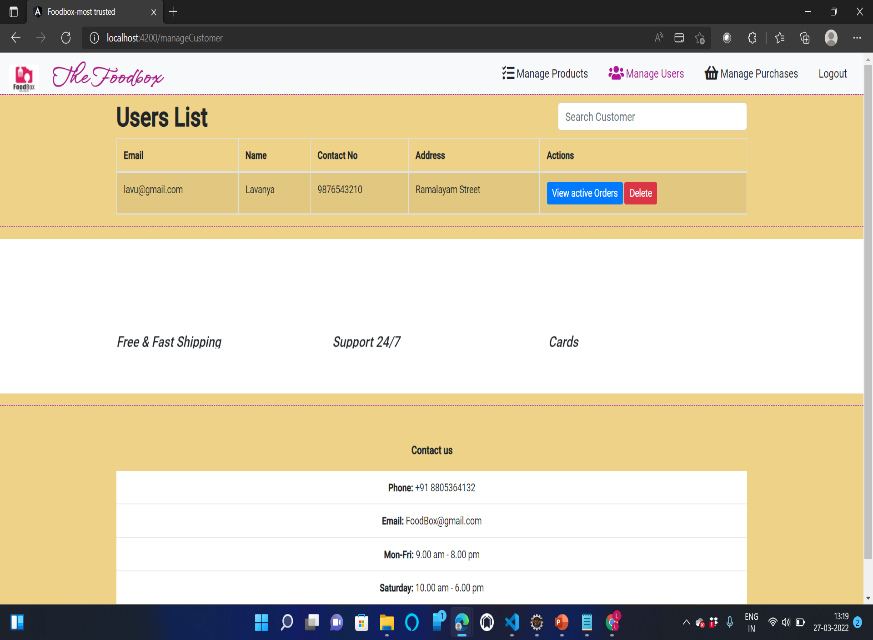 Foodbox-most trusted
localhost:4200/manageCustomer
FoodBox
The Foodbox
Manage Products
Manage Users
Manage Purchases
Logout
Users List
Search Customer
Email Name Contact No Address Actions
lavu@gmail.com Lavanya 9876543210 Ramalayam Street View active Orders Delete
Free & Fast Shipping Support 24/7 Cards
Contact us
Phone: +91 8805364132
Email: FoodBox@gmail.com
Mon-Fri: 9.00 am - 8.00 pm
Saturday: 10.00 am - 6.00 pm
ENG
IN
13:19
27-03-2022
2